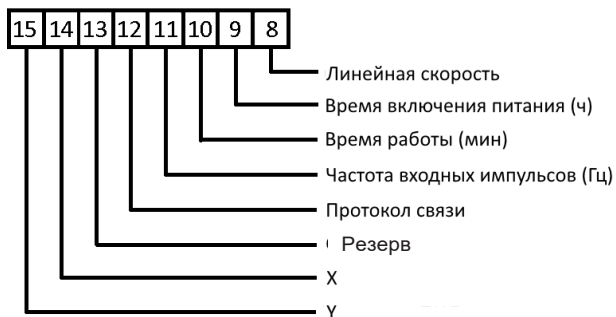 15 14 13 12 11 10 9 8
Линейная скорость
Время включения питания (ч)
Время работы (мин)
Частота входных импульсов (Гц)
Протокол связи
Резерв
X
Y